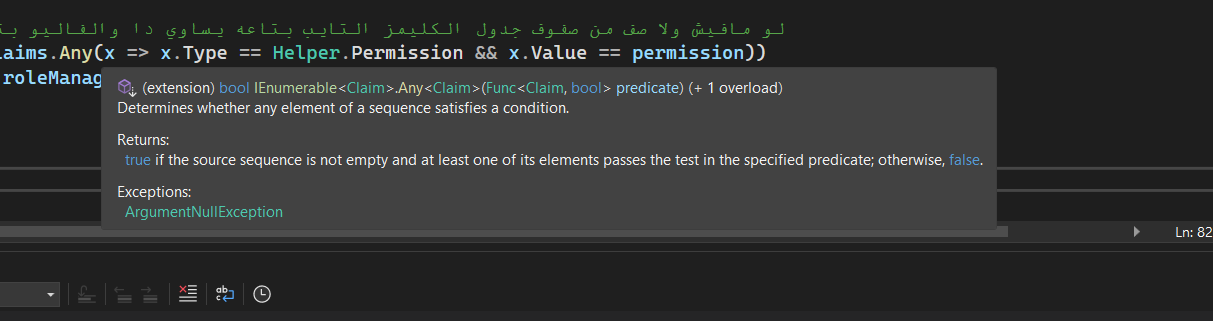 لو مافيش ولا صف من صفوف جدول الكليمز التايب بتاعه يساوي دا والفاليو
laims.Any(x => x.Type == Helper.Permission && x.Value == permission))
roleManag
(extension) bool IEnumerable<Claim>.Any<Claim>(Func<Claim, bool> predicate) (+ 1 overload)
Determines whether any element of a sequence satisfies a condition.
Returns:
true if the source sequence is not empty and at least one of its elements passes the test in the specified predicate; otherwise, false.
Exceptions:
ArgumentNullException
Ln: 82